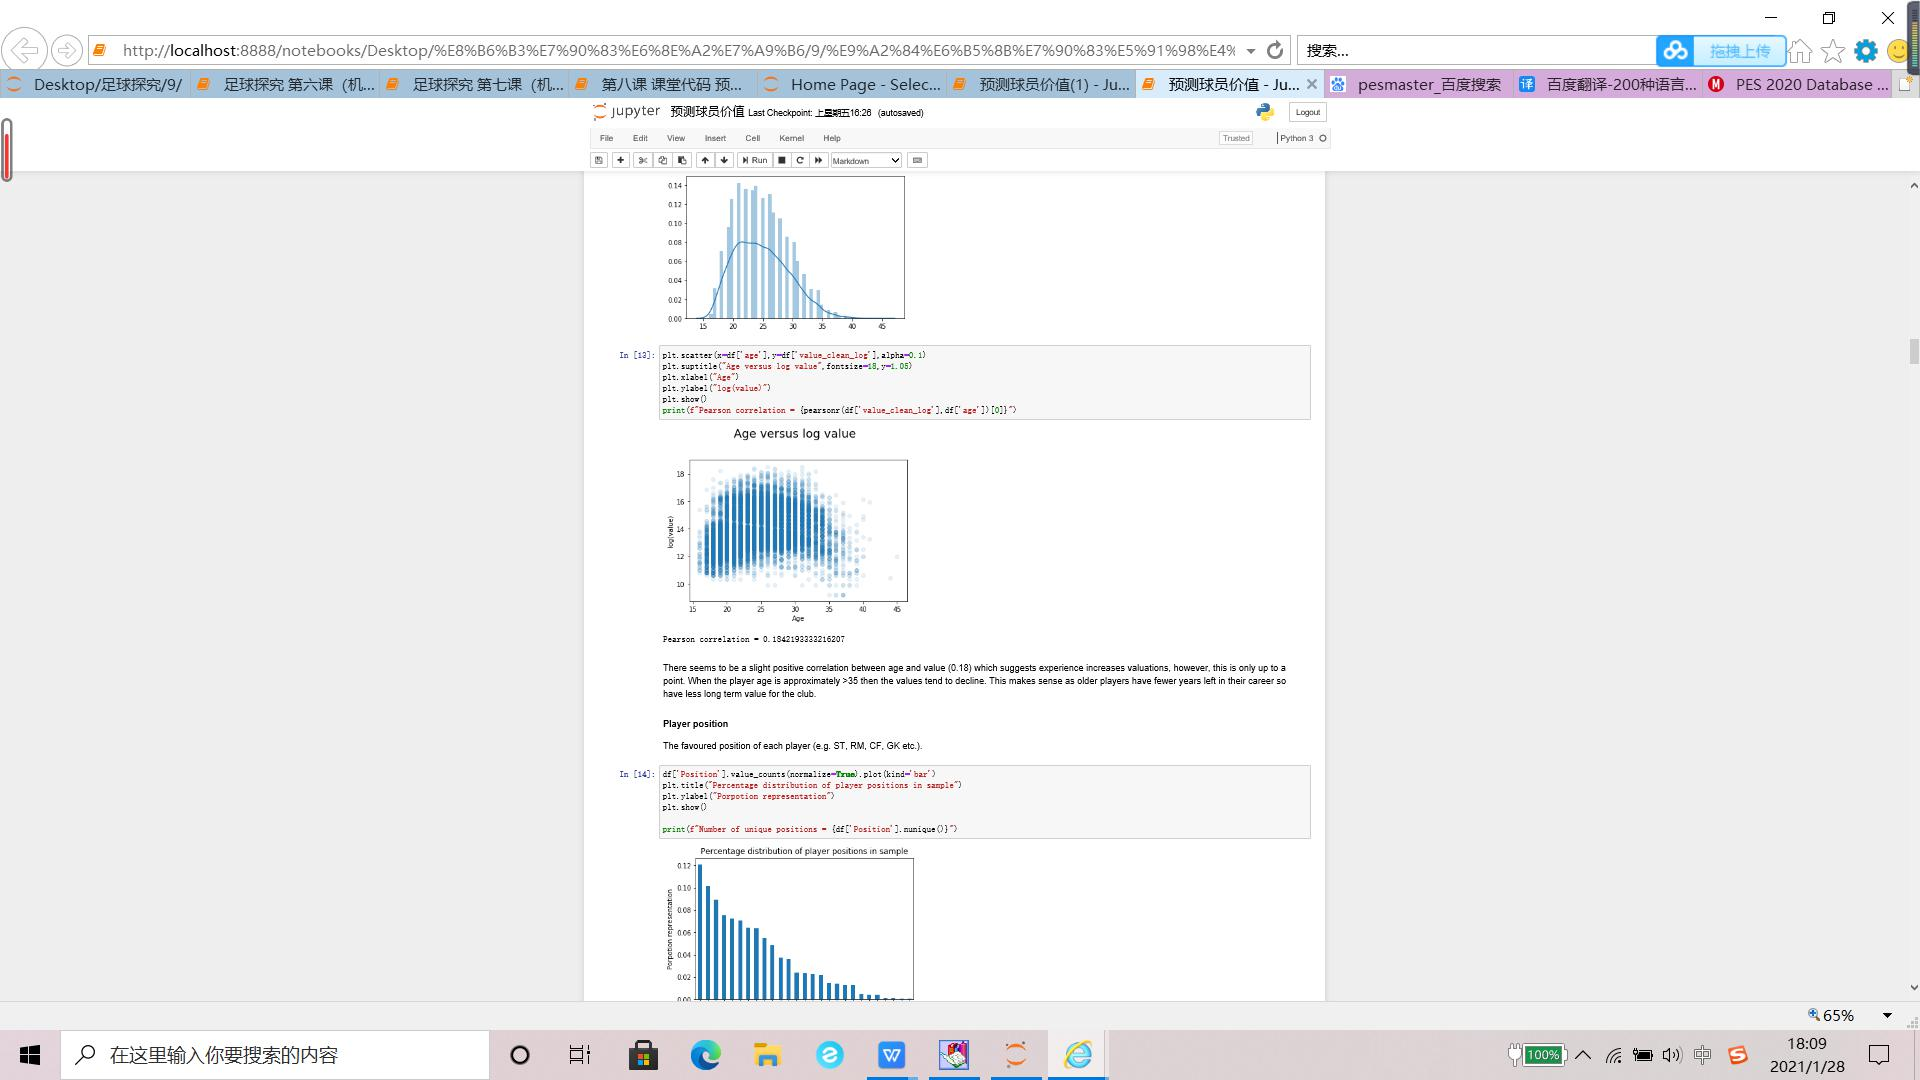 http://localhost:8888/notebooks/Desktop/%E8%B6%B3%E7%90%83%E6%8E%A2%E7%A9%B6/9/%E9%A2%84%E6%B5%8B%E7%90%83%E5%91%98%E4%
搜索...
拖拽上传
Desktop/足球探究/9/
足球探究 第六课（机...
足球探究 第七课（机...
第八课 课堂代码 预...
Home Page - Selec...
预测球员价值(1) - Ju...
预测球员价值 - Ju...
pesmaster_百度搜索
译 百度翻译-200种语言...
M PES 2020 Database ...
jupyter 预测球员价值 Last Checkpoint: 上星期五16:26 (autosaved)
Logout
File Edit View Insert Cell Kernel Help
Trusted
Python 3
Run
Markdown
0.14
0.12
0.10
0.08
0.06
0.04
0.02
0.00
15 20 25 30 35 40 45
In [13]:
plt.scatter(x=df['age'],y=df['value_clean_log'],alpha=0.1)
plt.suptitle("Age versus log value",fontsize=18,y=1.05)
plt.xlabel("Age")
plt.ylabel("log(value)")
plt.show()
print(f"Pearson correlation = {pearsonr(df['value_clean_log'],df['age'])[0]}")
Age versus log value
18
16
14
12
10
log(value)
15 20 25 30 35 40 45
Age
Pearson correlation = 0.1842193333216207
There seems to be a slight positive correlation between age and value (0.18) which suggests experience increases valuations, however, this is only up to a
point. When the player age is approximately >35 then the values tend to decline. This makes sense as older players have fewer years left in their career so
have less long term value for the club.
Player position
The favoured position of each player (e.g. ST, RM, CF, GK etc.).
In [14]:
df['Position'].value_counts(normalize=True).plot(kind='bar')
plt.title("Percentage distribution of player positions in sample")
plt.ylabel("Porpotion representation")
plt.show()
print(f"Number of unique positions = {df['Position'].nunique()}")
Percentage distribution of player positions in sample
0.12
0.10
0.08
0.06
0.04
0.02
0.00
Porpotion representation
65%
在这里输入你要搜索的内容
100%
中
18:09
2021/1/28